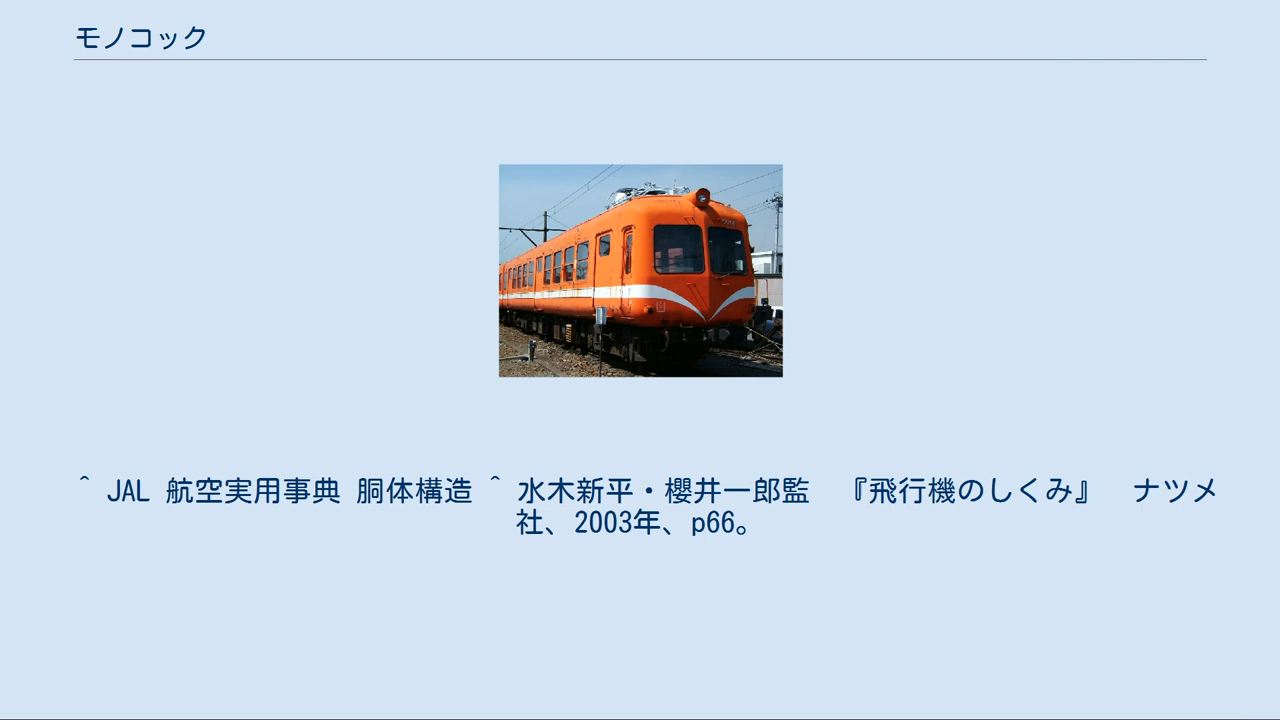 モノコック
^ JAL 航空実用事典 胴体構造 ^ 水木新平・櫻井一郎監　『飛行機のしくみ』　ナツメ
社、2003年、p66。